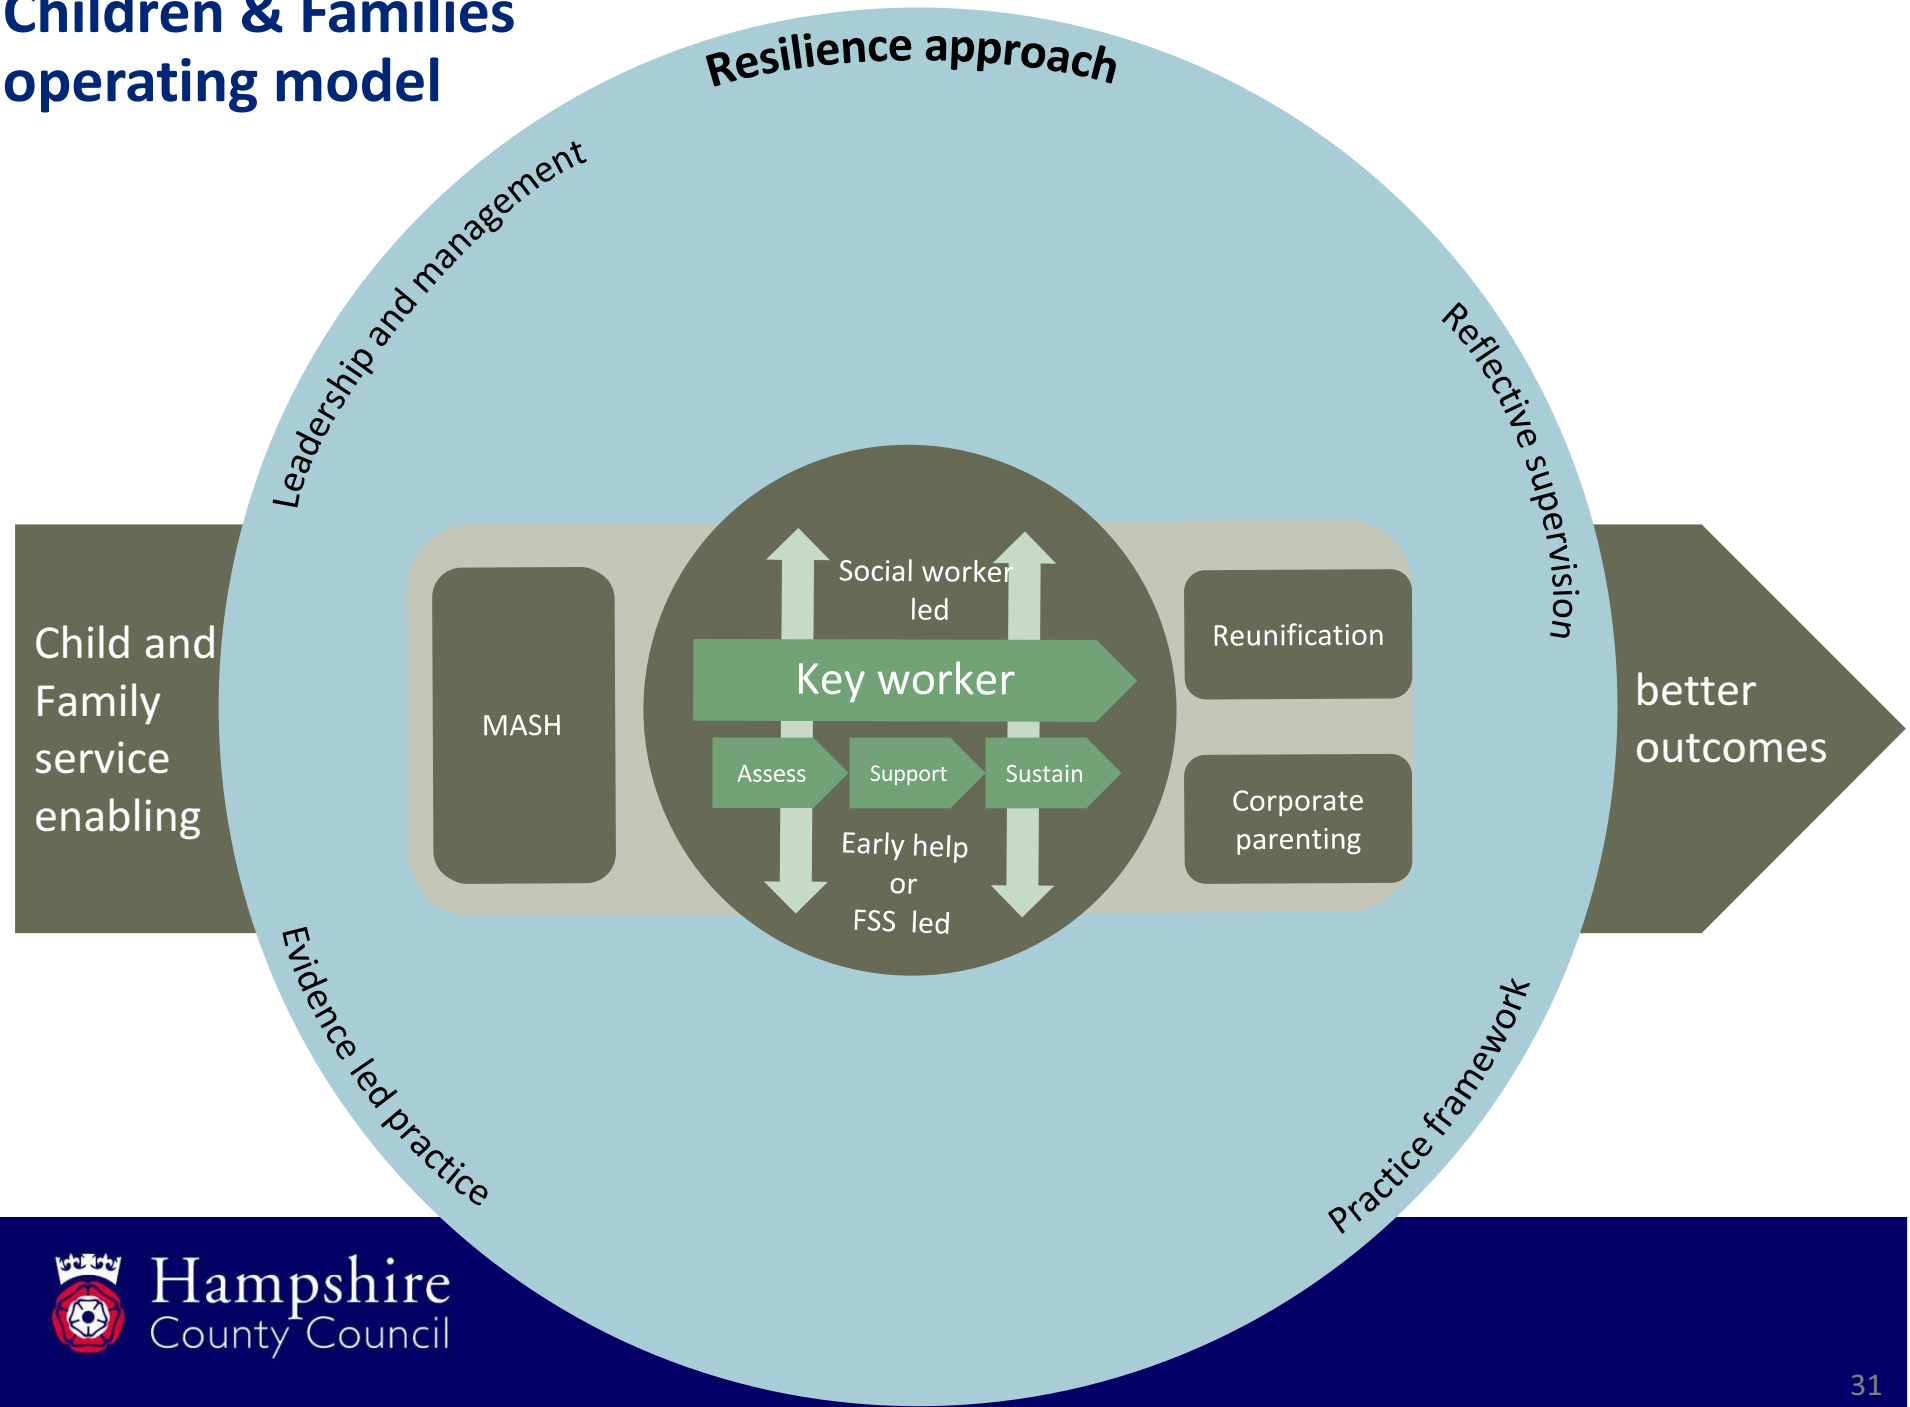 Children & Families
operating model
Resilience approach
Leadership and management
Reflective supervision
Child and
Family
service
enabling
MASH
Social worker
led
Key worker
Assess
Support
Sustain
Early help
or
FSS led
Reunification
Corporate
parenting
better
outcomes
Evidence led practice
Practice framework
Hampshire
County Council
31